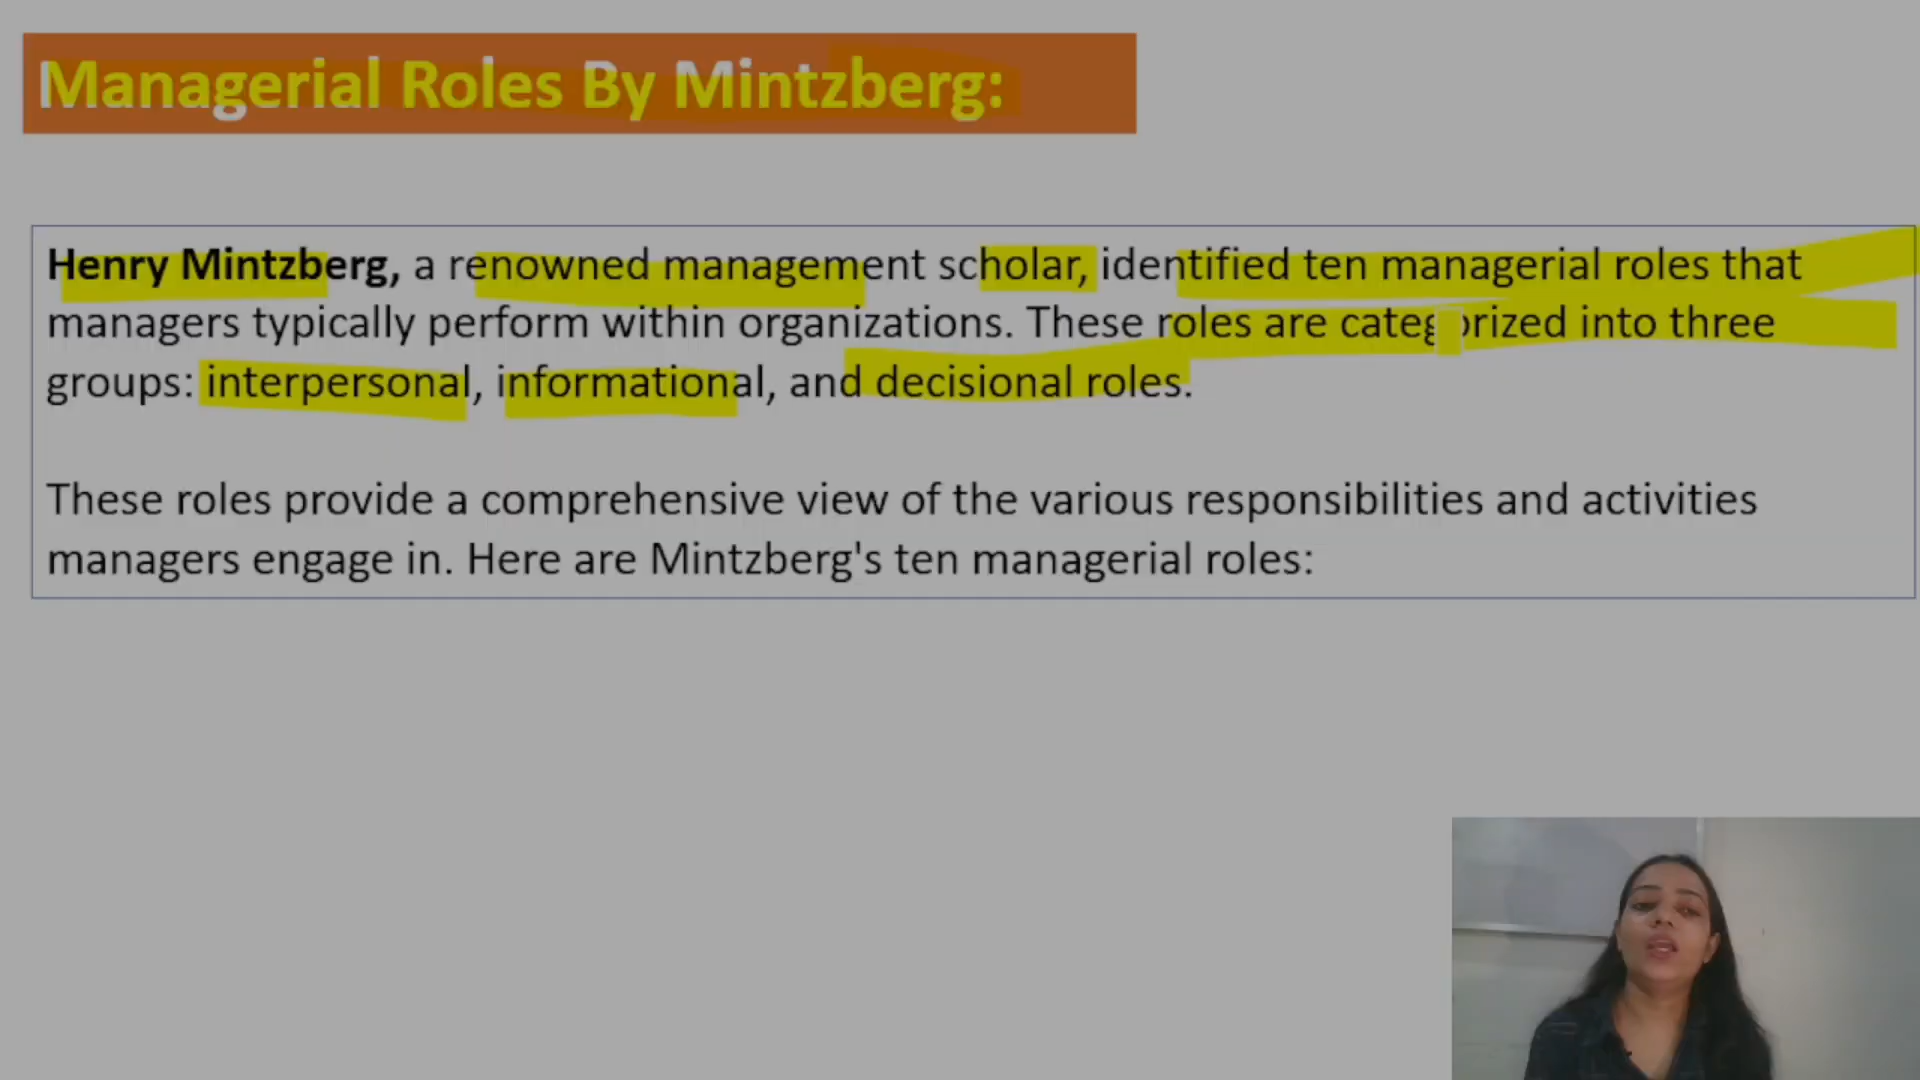 Managerial Roles By Mintzberg:
Henry Mintzberg, a renowned management scholar, identified ten managerial roles that
managers typically perform within organizations. These roles are categorized into three
groups: interpersonal, informational, and decisional roles.
These roles provide a comprehensive view of the various responsibilities and activities
managers engage in. Here are Mintzberg's ten managerial roles: